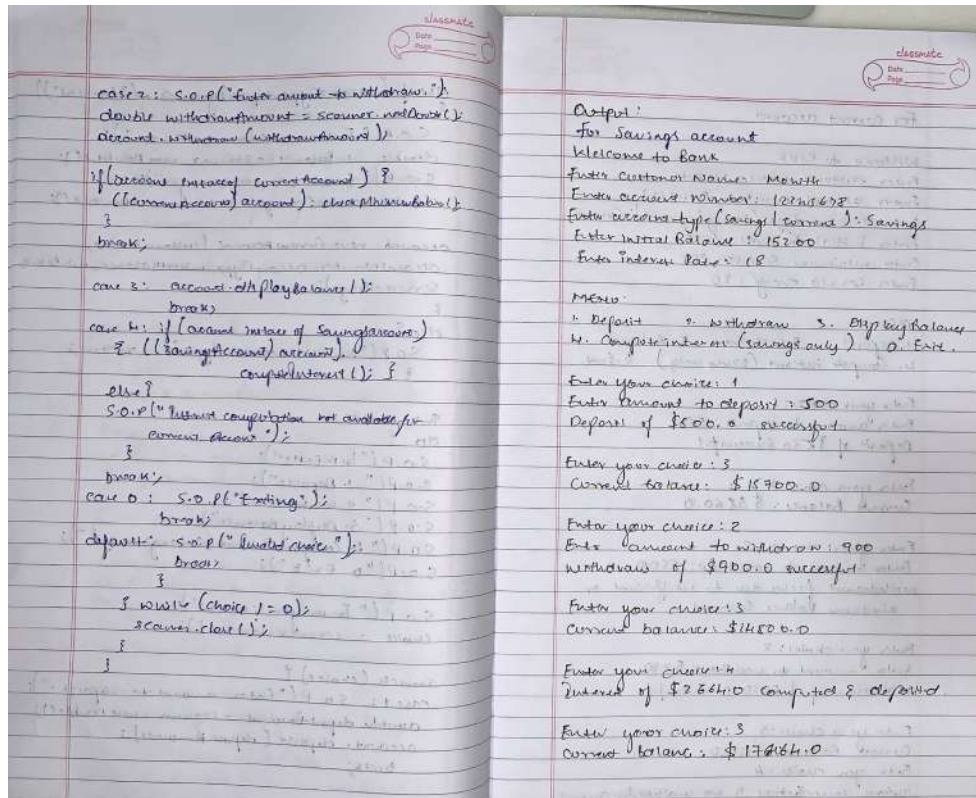 classmate
Date
Page
case 2: S.O.P("Enter amount to withdraw:");
double withdrawAmount = scanner.nextDouble();
account.withdraw(withdrawAmount);
if(account instanceof CurrentAccount) {
((CurrentAccount) account).checkMinimumBalance();
}
break;
case 3: account.displayBalance();
break;
case 4: if (account instace of SavingsAccount)
{ ((SavingsAccount) account).
computeInterest(); }
else{
S.O.P("Interest computation not available for
current account");
}
break;
case 0: S.O.P("Exiting");
break;
default: S.O.P("Invalid choice");
break;
}
} while (choice != 0);
scanner.close();
}
}
classmate
Date
Page
Output:
for Savings account
Welcome to Bank
Enter Customer Name:
Enter account Number: 12345678
Enter account type (savings/current): Savings
Enter initial Balance: 15200
Enter interest Rate: 18
MENU:
1. Deposit 2. withdraw 3. Display Balance
4. Compute interest (savings only) 0. Exit.
Enter your choice: 1
Enter amount to deposit: 500
Deposit of $500.0 successful
Enter your choice: 3
Current balance: $15700.0
Enter your choice: 2
Enter amount to withdraw: 900
withdraw of $900.0 successful
Enter your choice: 3
Current balance: $14800.0
Enter your choice: 4
Interest of $2664.0 computed & deposited
Enter your choice: 3
Current balance: $17464.0